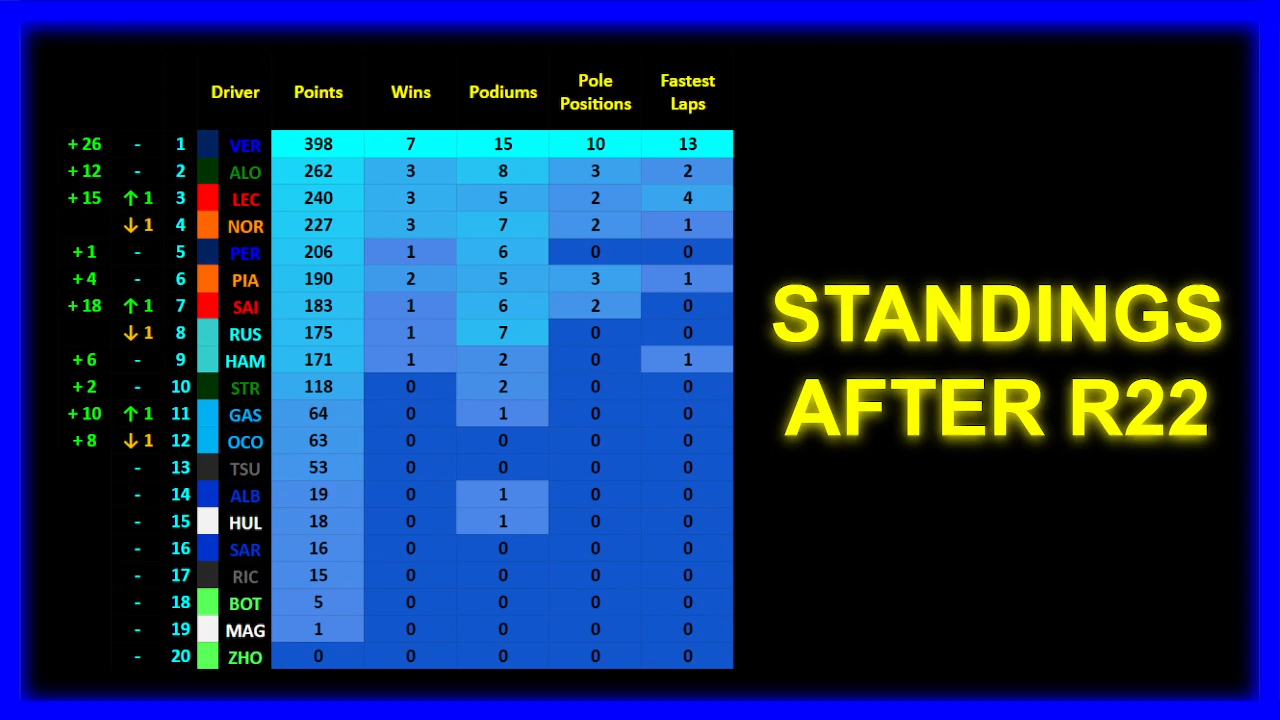 Driver Points Wins Podiums Pole Positions Fastest Laps
+ 26 - 1 VER 398 7 15 10 13
+ 12 - 2 ALO 262 3 8 3 2
+ 15 ↑ 1 3 LEC 240 3 5 2 4
↓ 1 4 NOR 227 3 7 2 1
+ 1 - 5 PER 206 1 6 0 0
+ 4 - 6 PIA 190 2 5 3 1
+ 18 ↑ 1 7 SAI 183 1 6 2 0
↓ 1 8 RUS 175 1 7 0 0
+ 6 - 9 HAM 171 1 2 0 1
+ 2 - 10 STR 118 0 2 0 0
+ 10 ↑ 1 11 GAS 64 0 1 0 0
+ 8 ↓ 1 12 OCO 63 0 0 0 0
- 13 TSU 53 0 0 0 0
- 14 ALB 19 0 1 0 0
- 15 HUL 18 0 1 0 0
- 16 SAR 16 0 0 0 0
- 17 RIC 15 0 0 0 0
- 18 BOT 5 0 0 0 0
- 19 MAG 1 0 0 0 0
- 20 ZHO 0 0 0 0 0
STANDINGS
AFTER R22